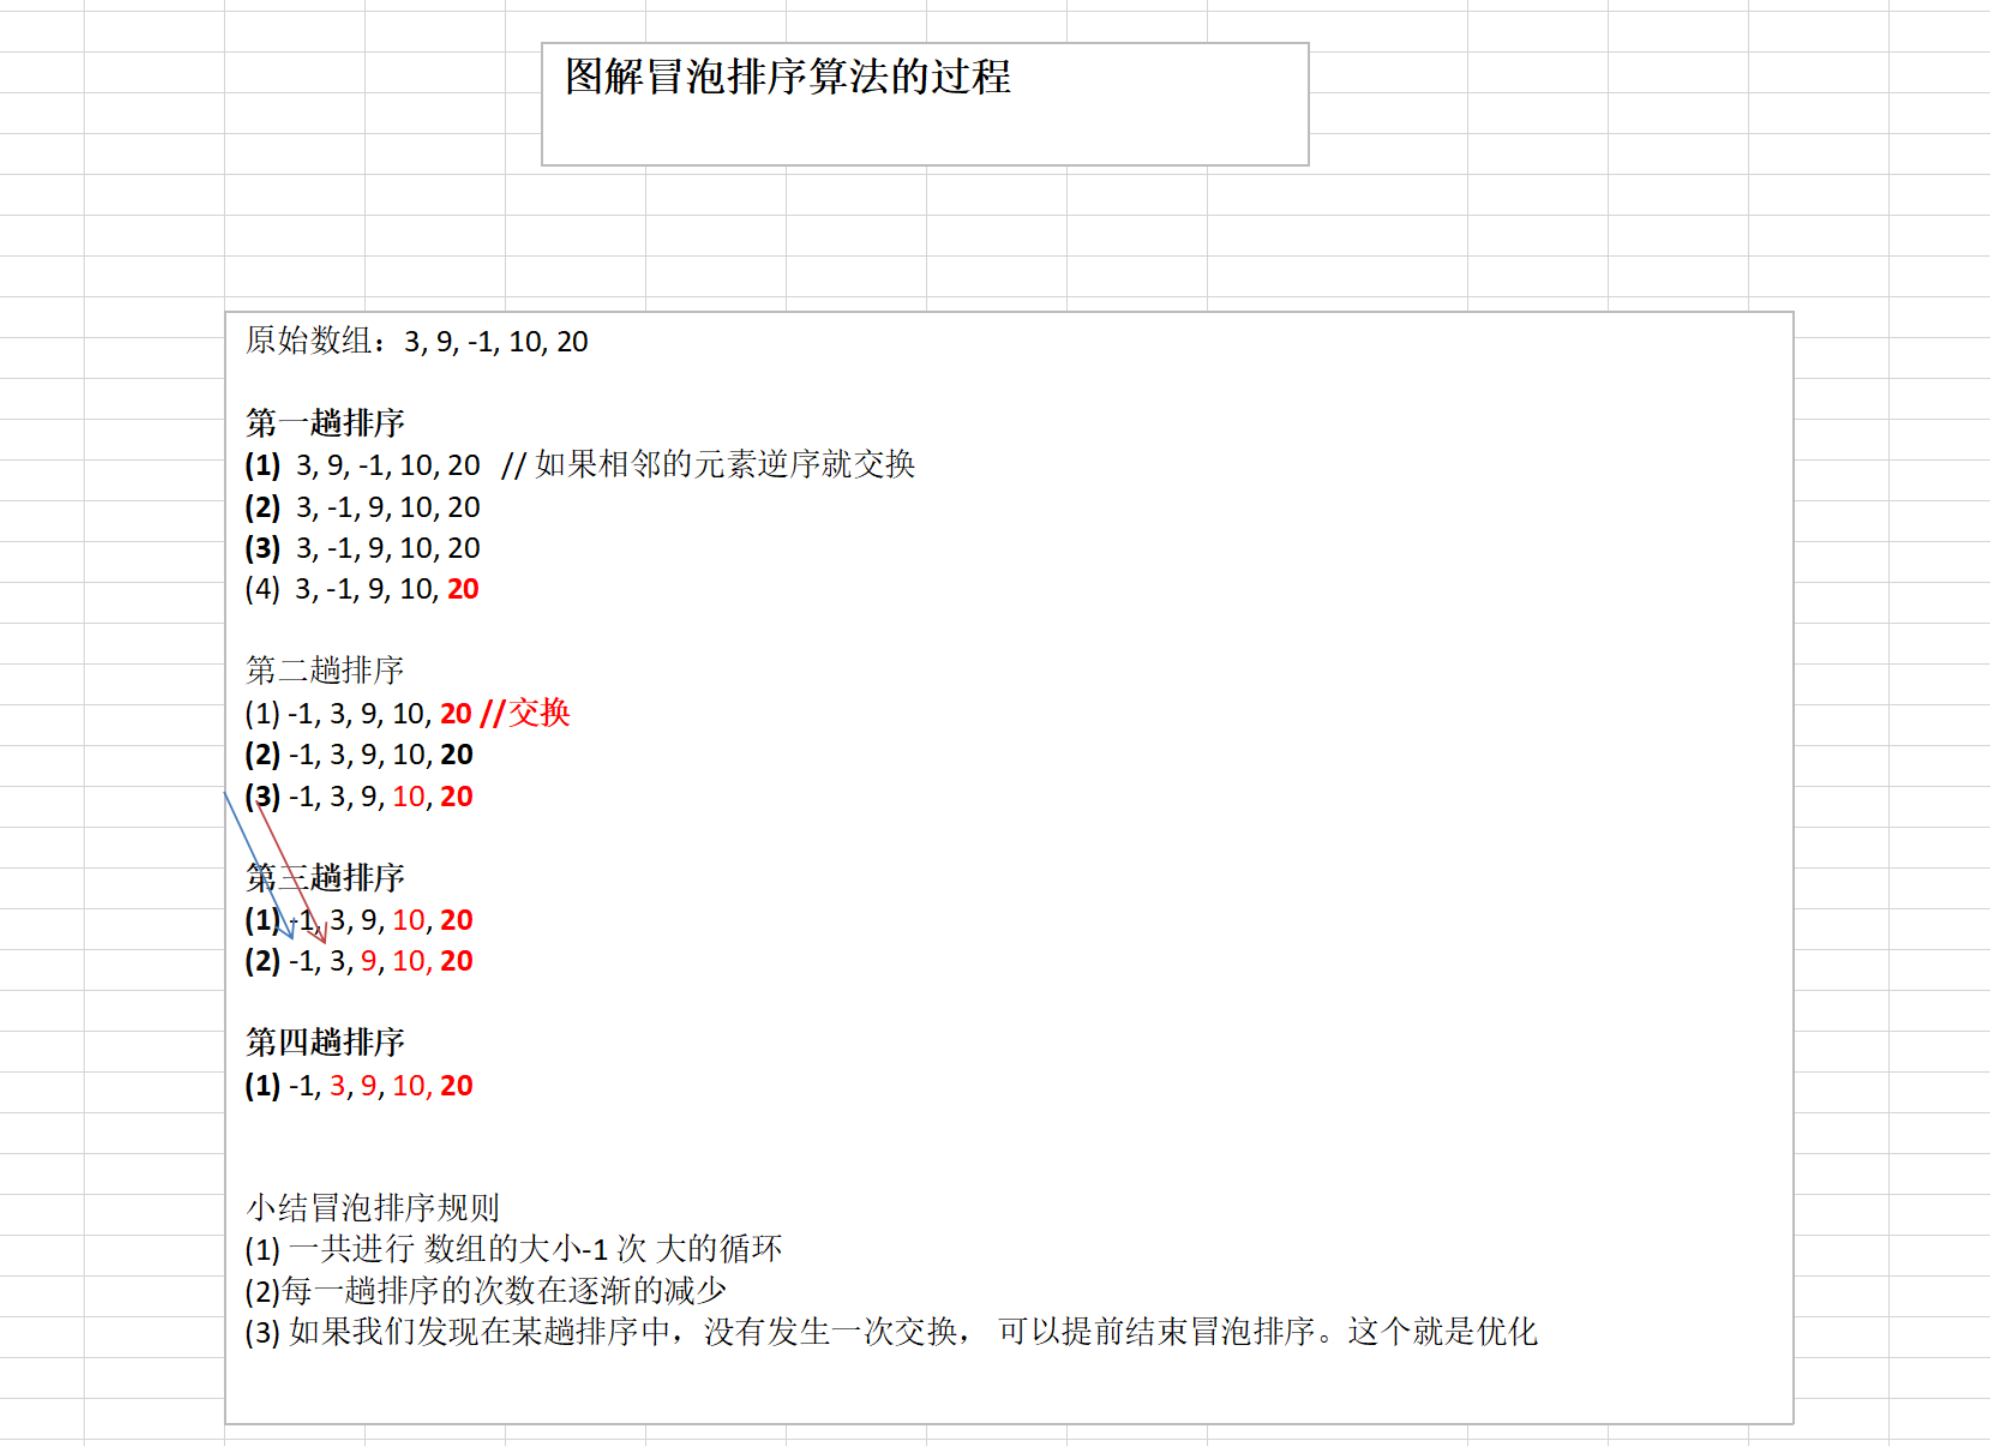 图解冒泡排序算法的过程
原始数组：3, 9, -1, 10, 20
第一趟排序
(1) 3, 9, -1, 10, 20 // 如果相邻的元素逆序就交换
(2) 3, -1, 9, 10, 20
(3) 3, -1, 9, 10, 20
(4) 3, -1, 9, 10, 20
第二趟排序
(1) -1, 3, 9, 10, 20 //交换
(2) -1, 3, 9, 10, 20
(3) -1, 3, 9, 10, 20
第三趟排序
(1) -1, 3, 9, 10, 20
(2) -1, 3, 9, 10, 20
第四趟排序
(1) -1, 3, 9, 10, 20
小结冒泡排序规则
(1) 一共进行 数组的大小-1 次 大的循环
(2)每一趟排序的次数在逐渐的减少
(3) 如果我们发现在某趟排序中，没有发生一次交换， 可以提前结束冒泡排序。这个就是优化